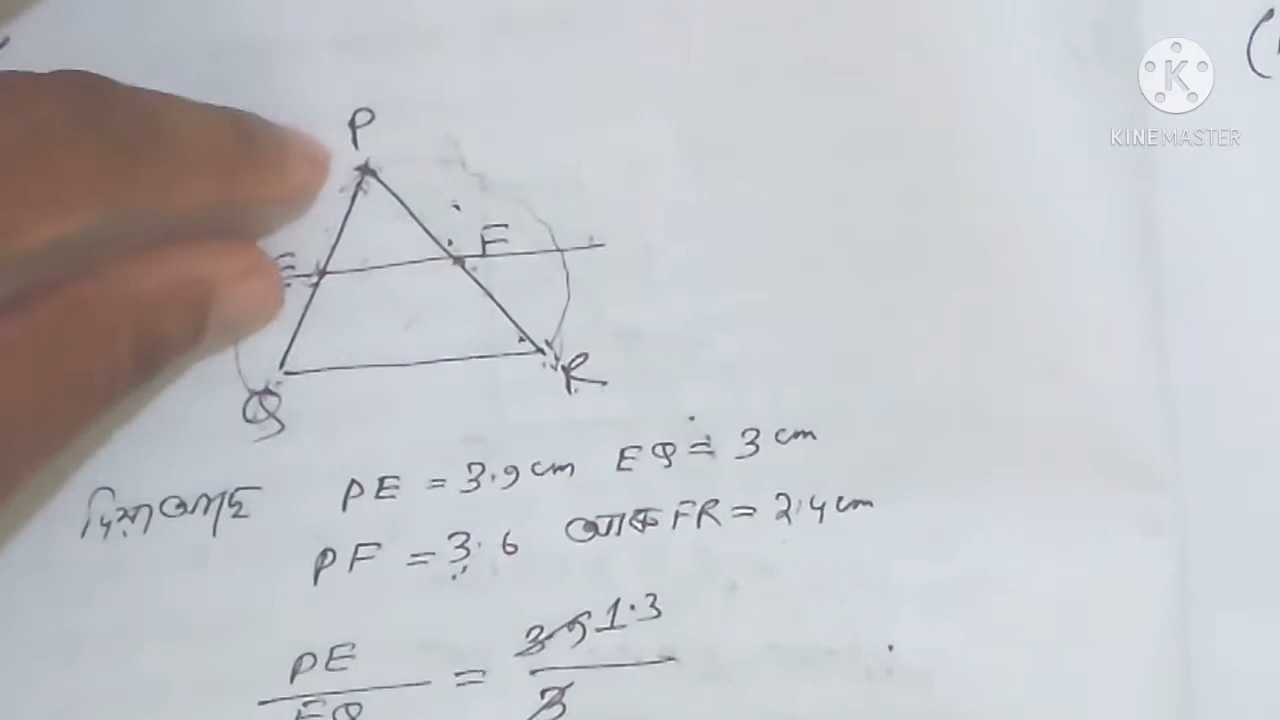 P
KINEMASTER
E
F
Q
R
দিয়া আছে PE = 3.9 cm EQ = 3 cm
PF = 3.6 আৰু FR = 2.4 cm
PE = 3.9 1.3
EQ 3